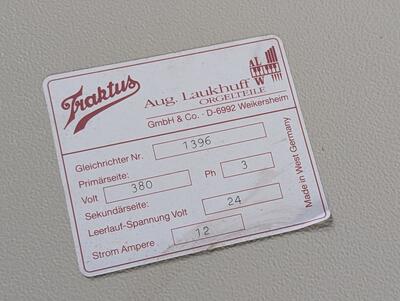 Traktus
Aug. Laukhuff
ORGELTEILE
AL
W
GmbH & Co. · D-6992 Weikersheim
Gleichrichter Nr. 1396
Primärseite:
Volt 380 Ph 3
Sekundärseite:
Leerlauf-Spannung Volt 24
Strom Ampere 12
Made in West Germany